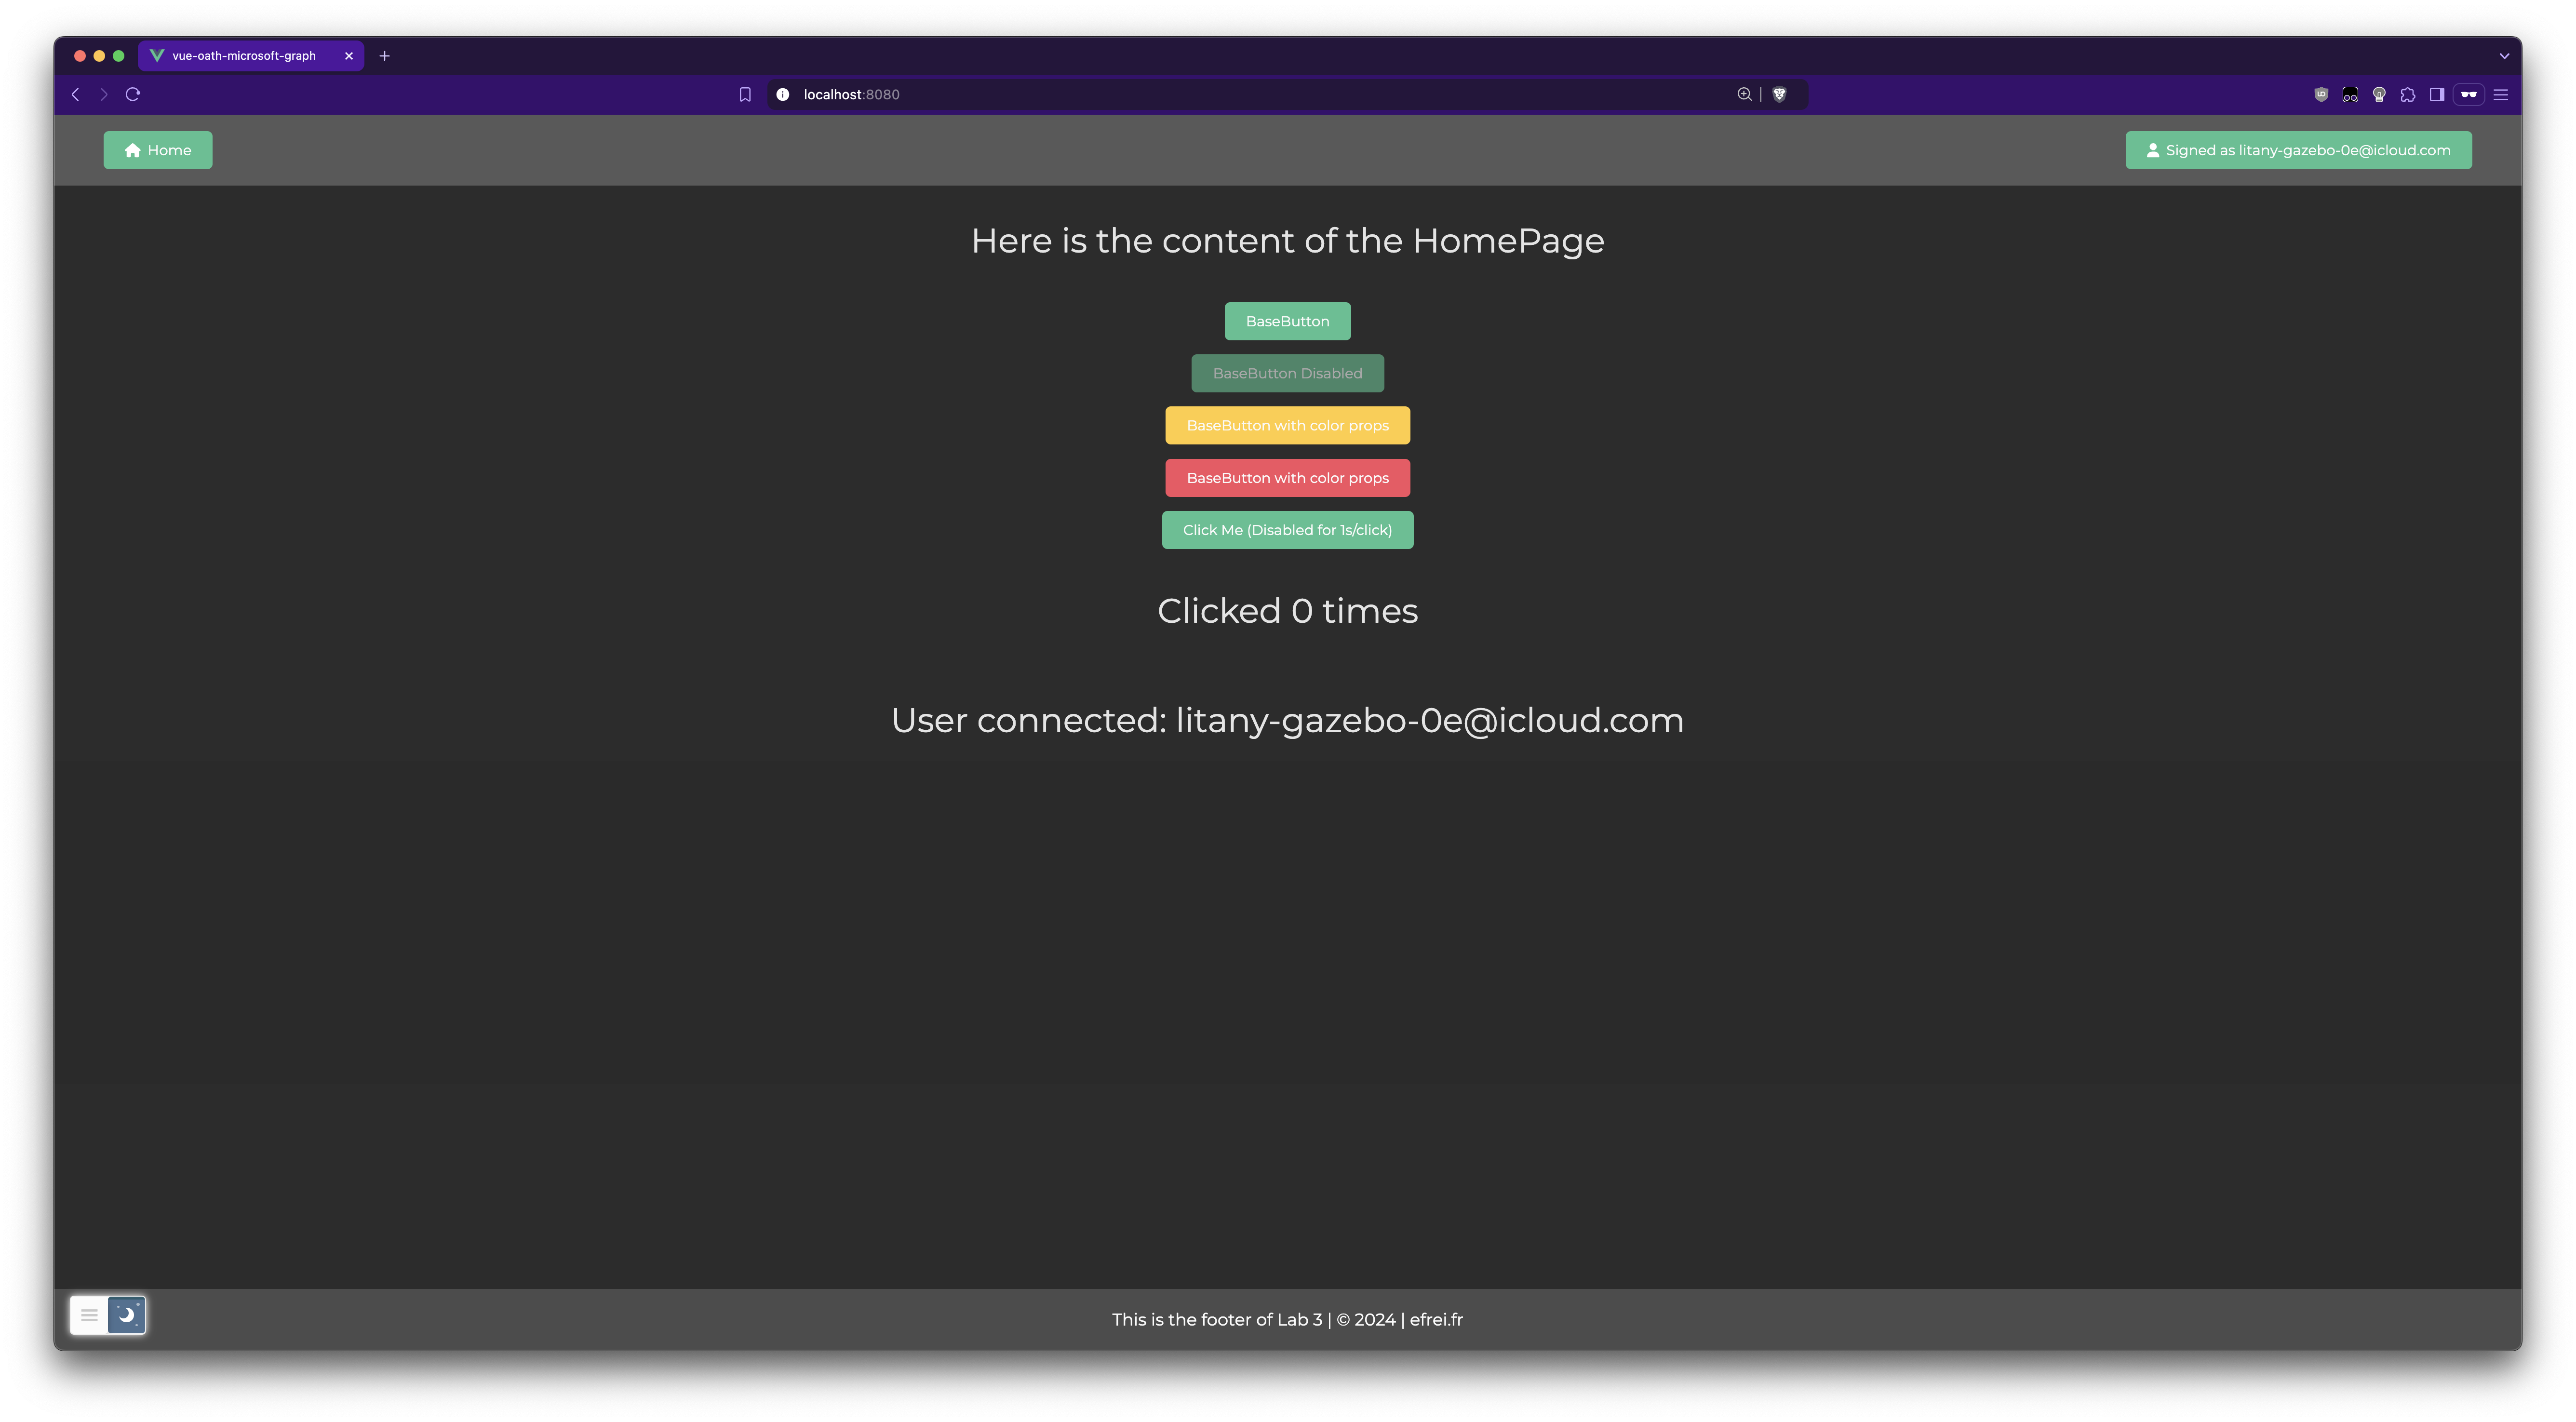 vue-oath-microsoft-graph
localhost:8080
Home
Signed as litany-gazebo-0e@icloud.com
Here is the content of the HomePage
BaseButton
BaseButton Disabled
BaseButton with color props
BaseButton with color props
Click Me (Disabled for 1s/click)
Clicked 0 times
User connected: litany-gazebo-0e@icloud.com
This is the footer of Lab 3 | © 2024 | efrei.fr